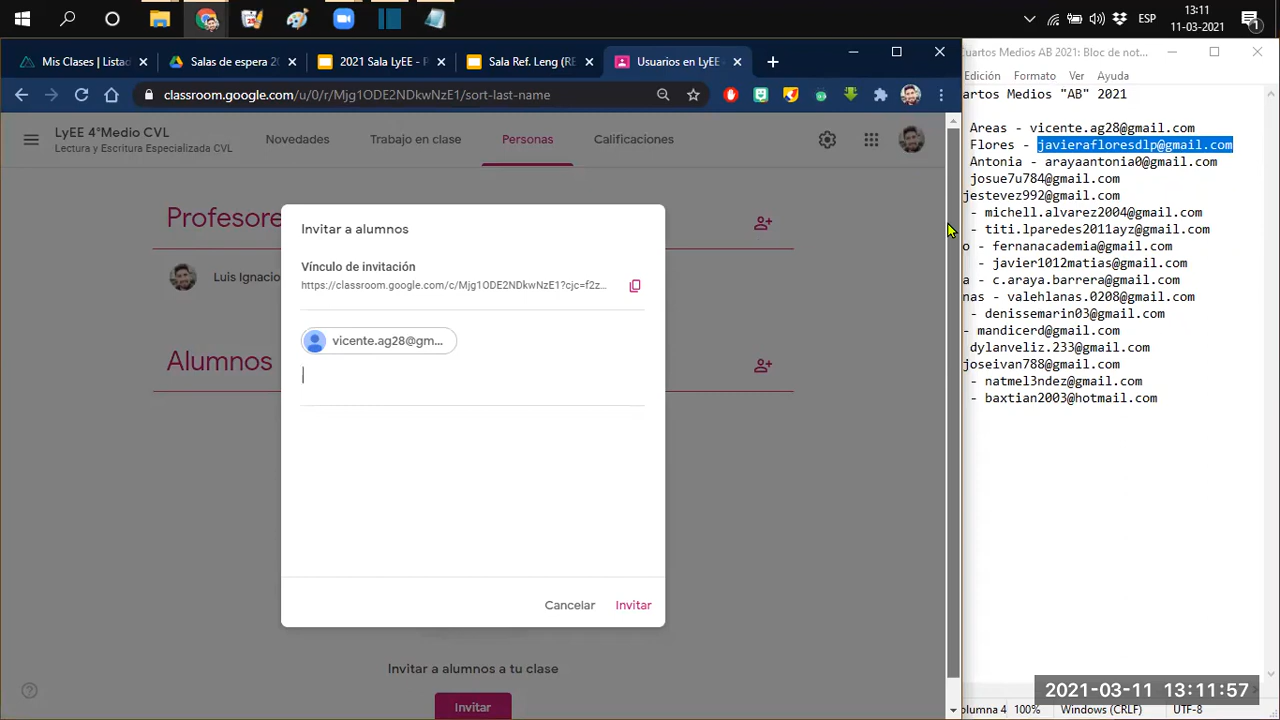 ESP
13:11
11-03-2021
Mis Clases | Listado
Salas de espera 2
2021 Sala LyEE - P
Sala Ref. Leng (RE
Usuarios en LyEE -
Cuartos Medios AB 2021: Bloc de not...
classroom.google.com/u/0/r/Mjg1ODE2NDkwNzE1/sort-last-name
Edición Formato Ver Ayuda
LyEE 4°Medio CVL
Lectura y Escritura Especializada CVL
Novedades Trabajo en clase Personas Calificaciones
Profesore
Luis Ignacio
Alumnos
Invitar a alumnos
Vínculo de invitación
https://classroom.google.com/c/Mjg1ODE2NDkwNzE1?cjc=f2z...
vicente.ag28@gm...
Cancelar Invitar
Invitar a alumnos a tu clase
Invitar
artos Medios "AB" 2021
Areas - vicente.ag28@gmail.com
Flores - javierafloresdlp@gmail.com
Antonia - arayaantonia0@gmail.com
josue7u784@gmail.com
jestevez992@gmail.com
- michell.alvarez2004@gmail.com
- titi.lparedes2011ayz@gmail.com
o - fernanacademia@gmail.com
- javier1012matias@gmail.com
a - c.araya.barrera@gmail.com
nas - valehlanas.0208@gmail.com
- denissemarin03@gmail.com
- mandicerd@gmail.com
dylanveliz.233@gmail.com
joseivan788@gmail.com
- natmel3ndez@gmail.com
- baxtian2003@hotmail.com
2021-03-11 13:11:57
olumna 4 100% Windows (CRLF) UTF-8